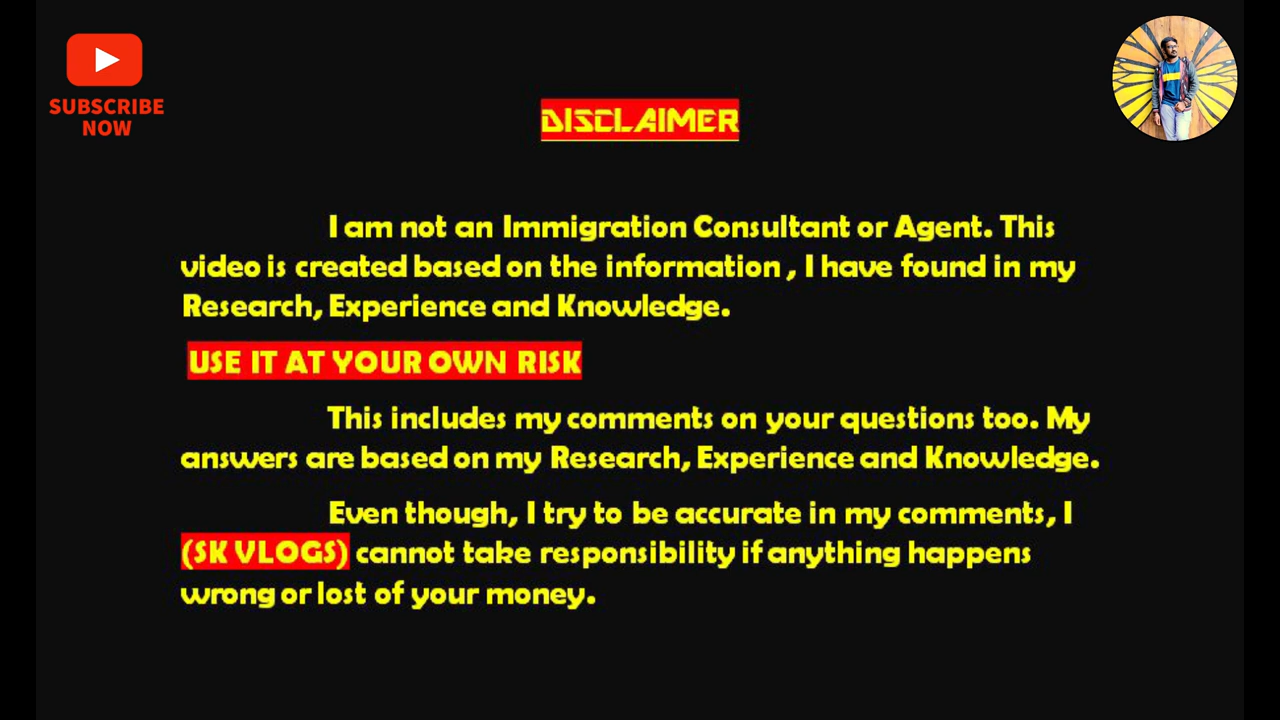 SUBSCRIBE
NOW
DISCLAIMER
I am not an Immigration Consultant or Agent. This
video is created based on the information , I have found in my
Research, Experience and Knowledge.
USE IT AT YOUR OWN RISK
This includes my comments on your questions too. My
answers are based on my Research, Experience and Knowledge.
Even though, I try to be accurate in my comments, I
(SK VLOGS) cannot take responsibility if anything happens
wrong or lost of your money.